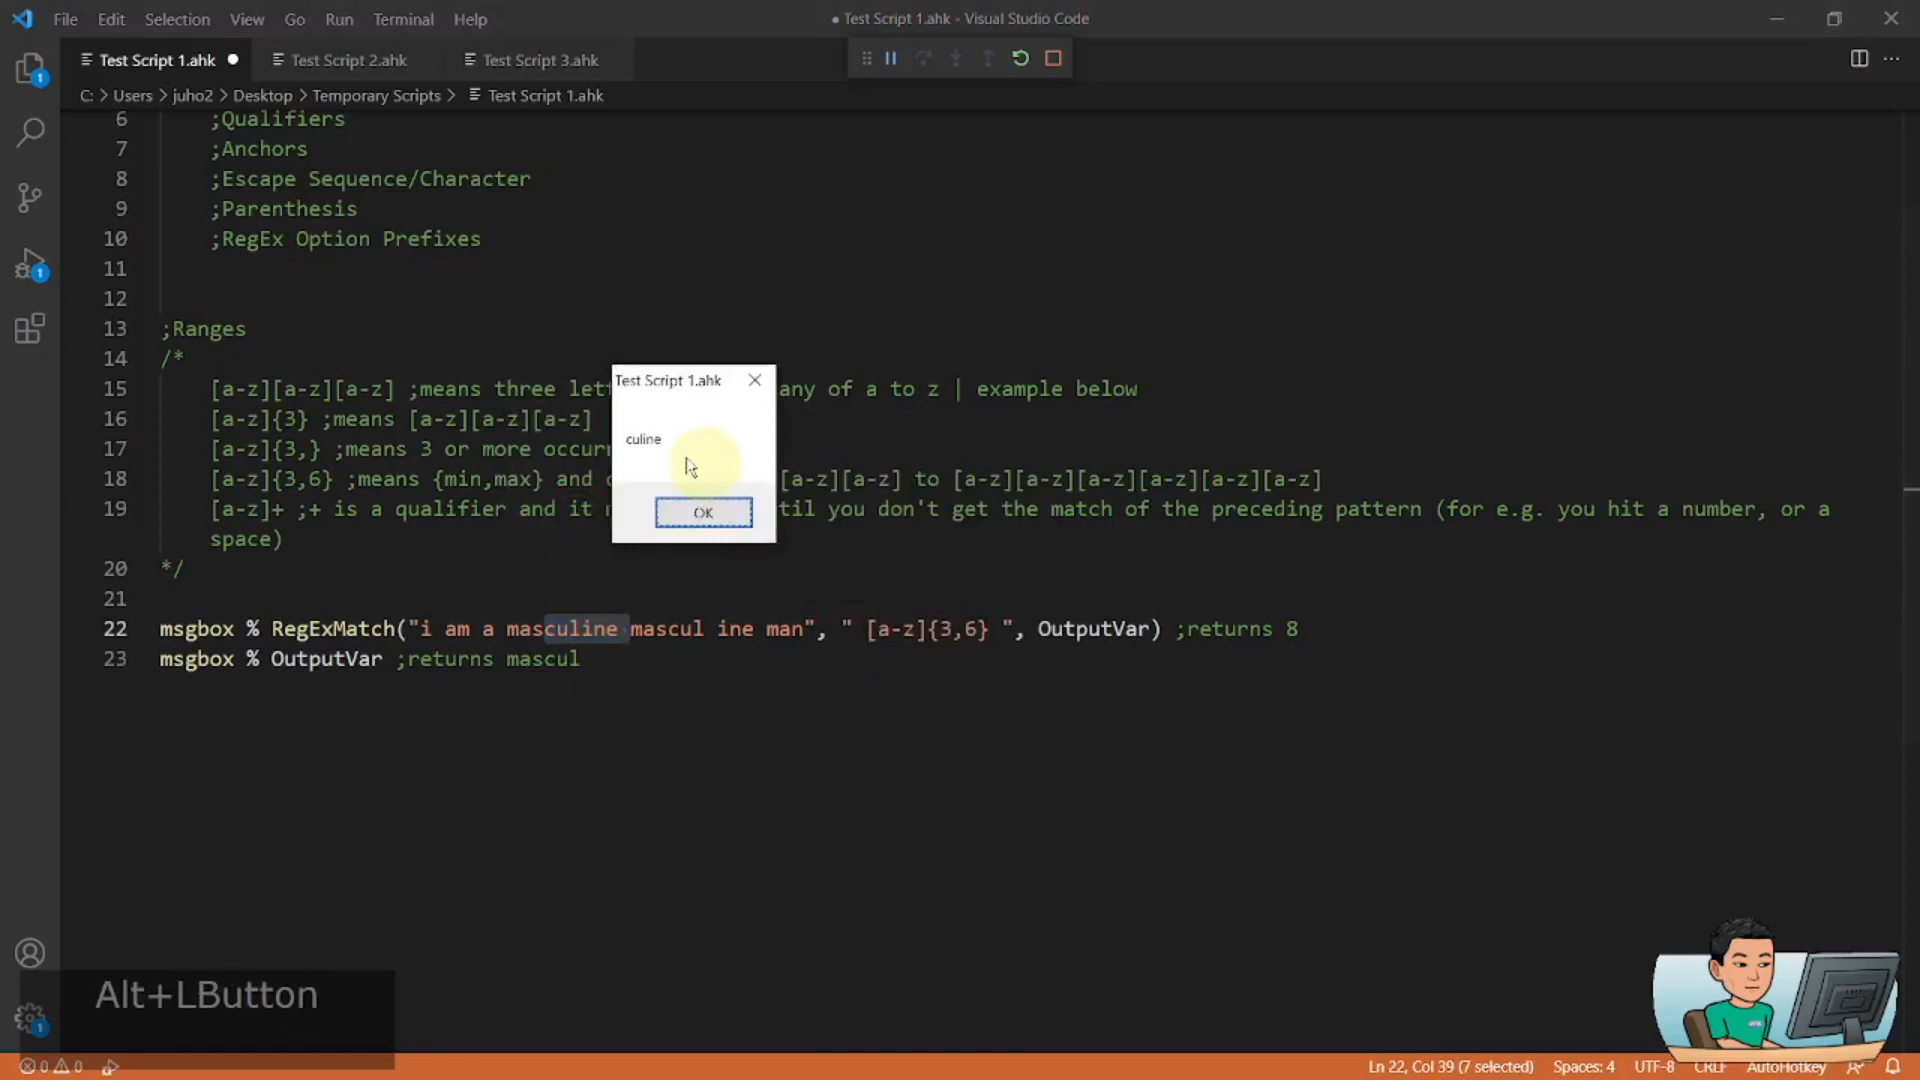 File Edit Selection View Go Run Terminal Help
● Test Script 1.ahk - Visual Studio Code
Test Script 1.ahk
Test Script 2.ahk
Test Script 3.ahk
C: > Users > juho2 > Desktop > Temporary Scripts > Test Script 1.ahk
6 ;Qualifiers
7 ;Anchors
8 ;Escape Sequence/Character
9 ;Parenthesis
10 ;RegEx Option Prefixes
11
12
13 ;Ranges
14 /*
15 [a-z][a-z][a-z] ;means three lett any of a to z | example below
16 [a-z]{3} ;means [a-z][a-z][a-z]
17 [a-z]{3,} ;means 3 or more occur
18 [a-z]{3,6} ;means {min,max} and [a-z][a-z] to [a-z][a-z][a-z][a-z][a-z][a-z]
19 [a-z]+ ;+ is a qualifier and it til you don't get the match of the preceding pattern (for e.g. you hit a number, or a
space)
20 */
21
22 msgbox % RegExMatch("i am a masculine mascul ine man", " [a-z]{3,6} ", OutputVar) ;returns 8
23 msgbox % OutputVar ;returns mascul
Test Script 1.ahk
culine
OK
1
1
1
Alt+LButton
0 0
Ln 22, Col 39 (7 selected) Spaces: 4 UTF-8 CRLF AutoHotkey